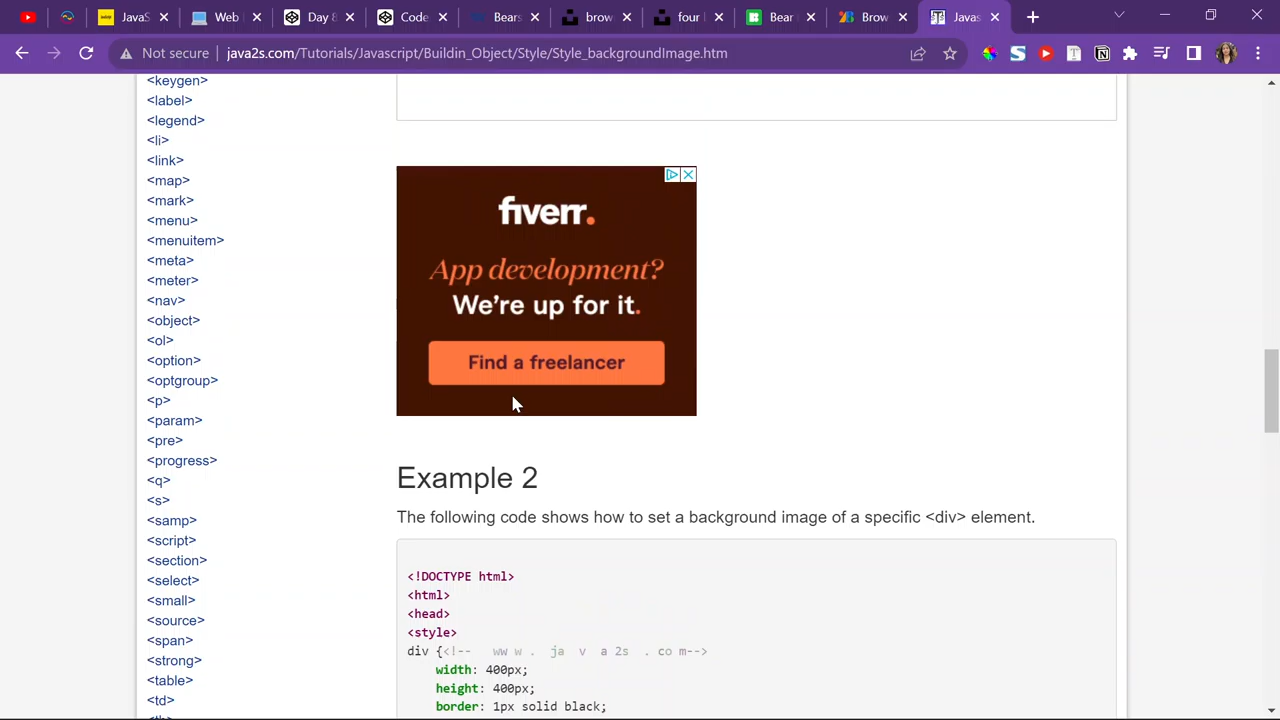 JavaS
Web
Day 8
Code
Bears
brow
four
Bear
Brow
Javas
Not secure
java2s.com/Tutorials/Javascript/Buildin_Object/Style/Style_backgroundImage.htm
<keygen>
<label>
<legend>
<li>
<link>
<map>
<mark>
<menu>
<menuitem>
<meta>
<meter>
<nav>
<object>
<ol>
<option>
<optgroup>
<p>
<param>
<pre>
<progress>
<q>
<s>
<samp>
<script>
<section>
<select>
<small>
<source>
<span>
<strong>
<table>
<td>
fiverr.
App development?
We're up for it.
Find a freelancer
Example 2
The following code shows how to set a background image of a specific <div> element.
<!DOCTYPE html>
<html>
<head>
<style>
div {<!-- ww w . ja v a 2s . co m-->
width: 400px;
height: 400px;
border: 1px solid black;